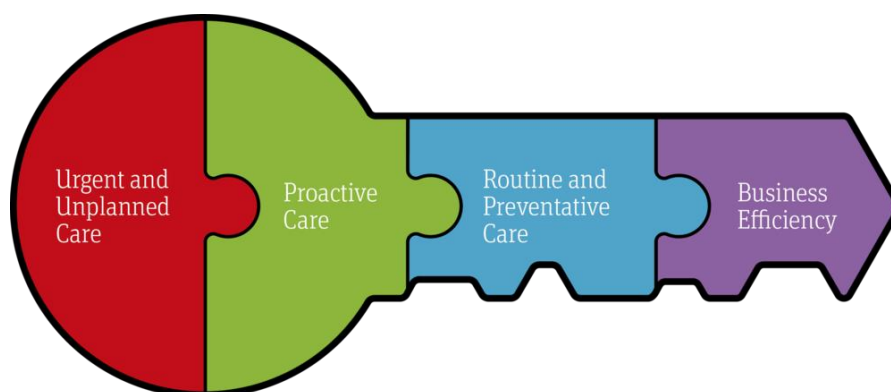 Urgent and
Unplanned
Care
Proactive
Care
Routine and
Preventative
Care
Business
Efficiency